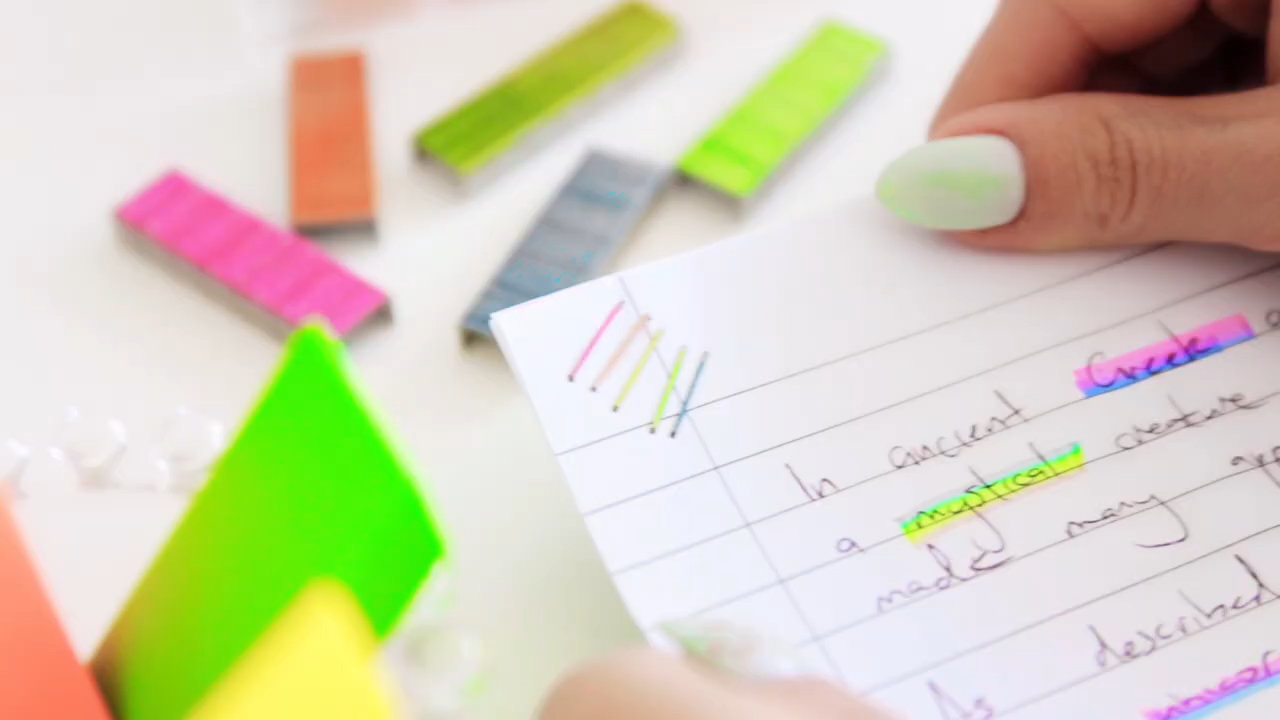 In ancient Greek
a mystical creature
made many
As described